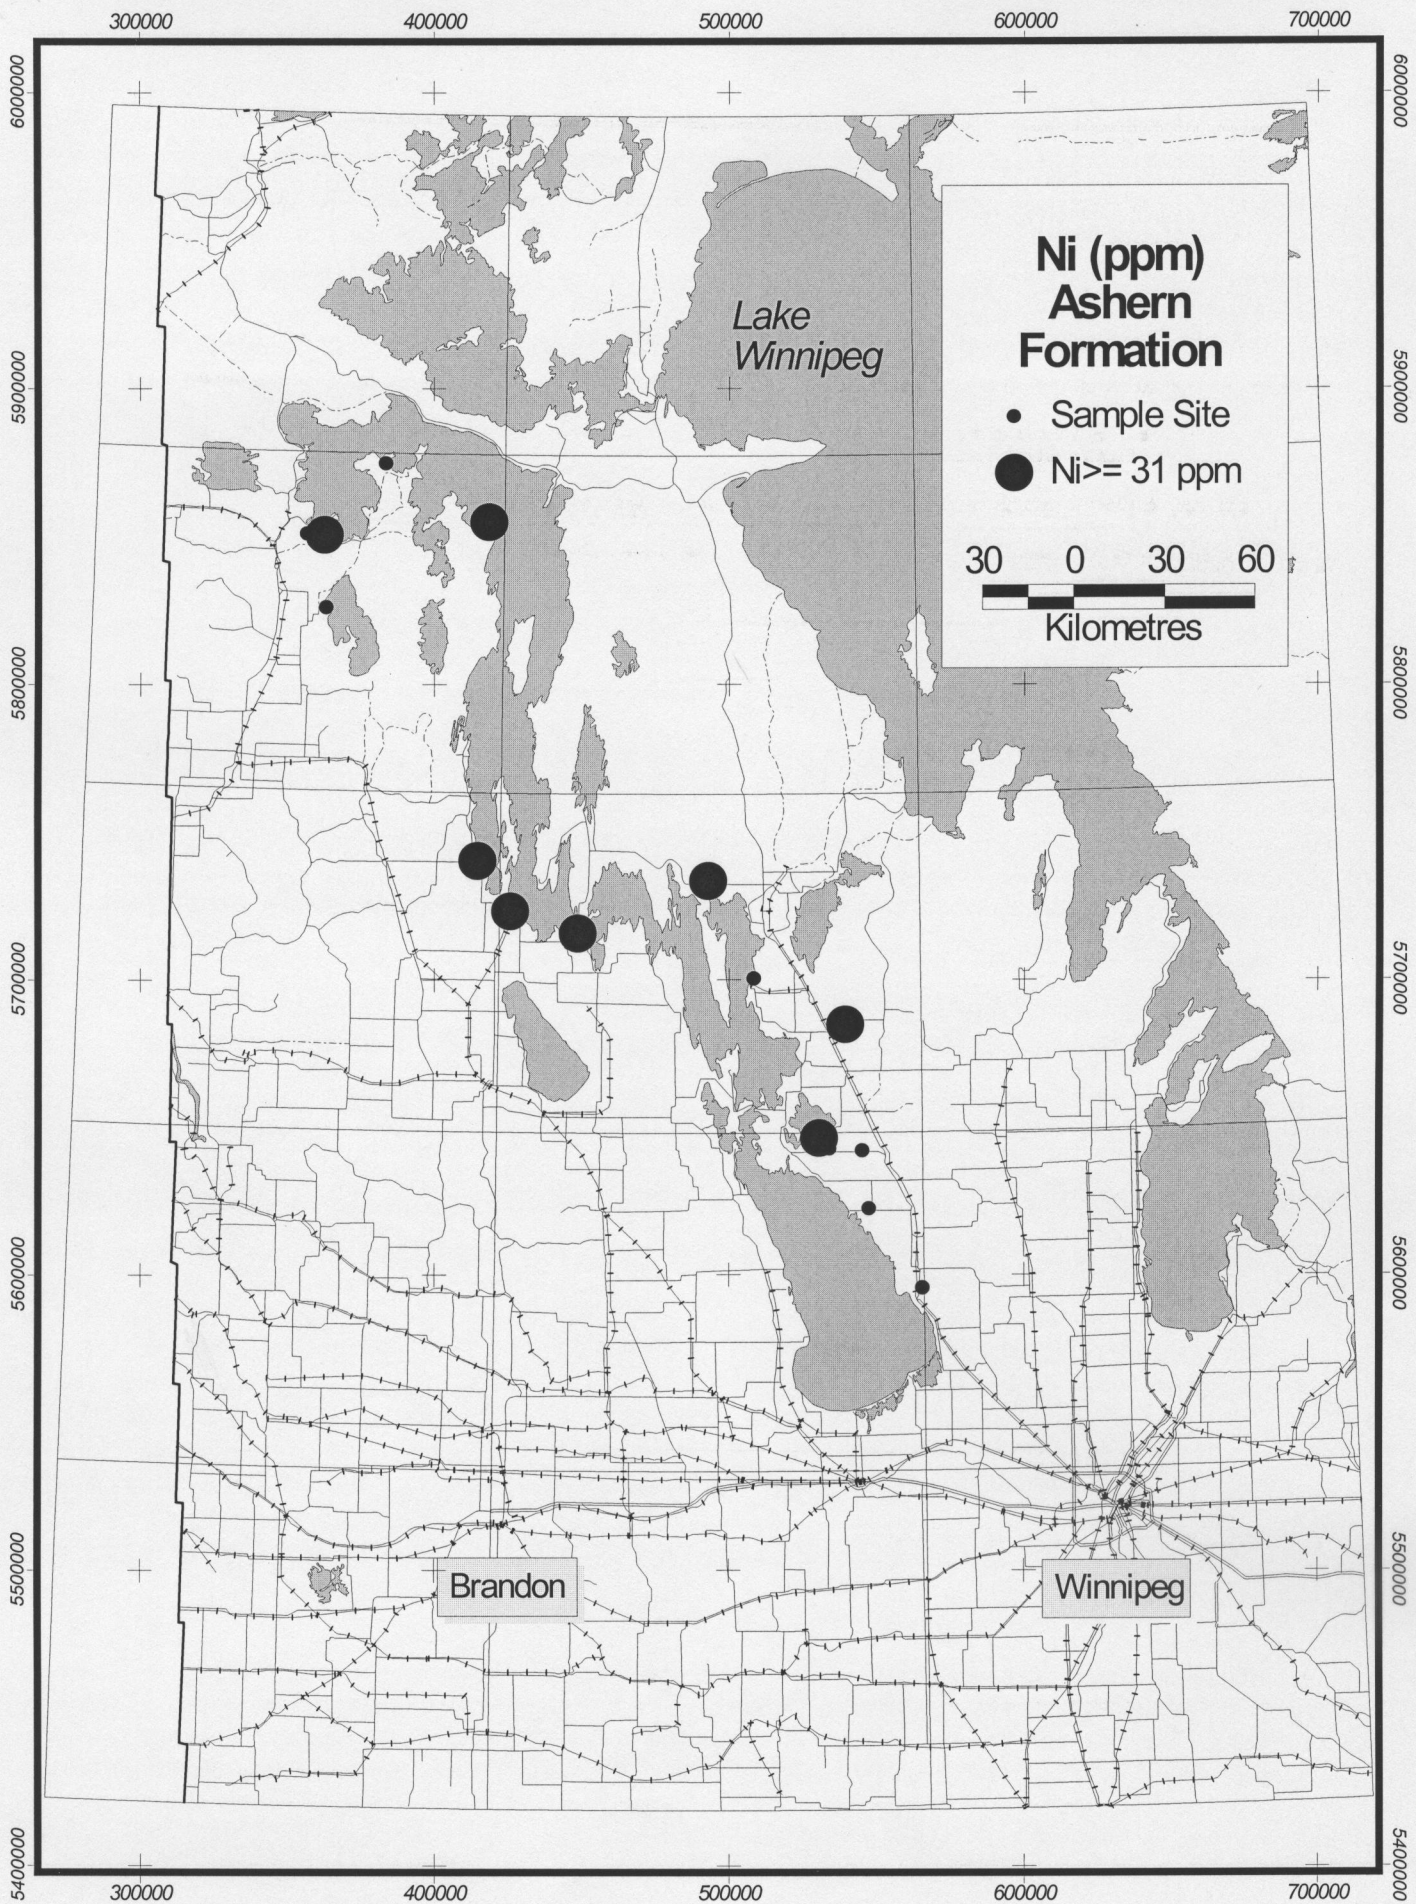 300000 400000 500000 600000 700000
6000000 6000000
Ni (ppm)
Ashern
Formation
Lake
Winnipeg
5900000 5900000
Sample Site
Ni>= 31 ppm
30 0 30 60
Kilometres
5800000 5800000
5700000 5700000
5600000 5600000
5500000 5500000
Brandon Winnipeg
5400000 5400000
300000 400000 500000 600000 700000